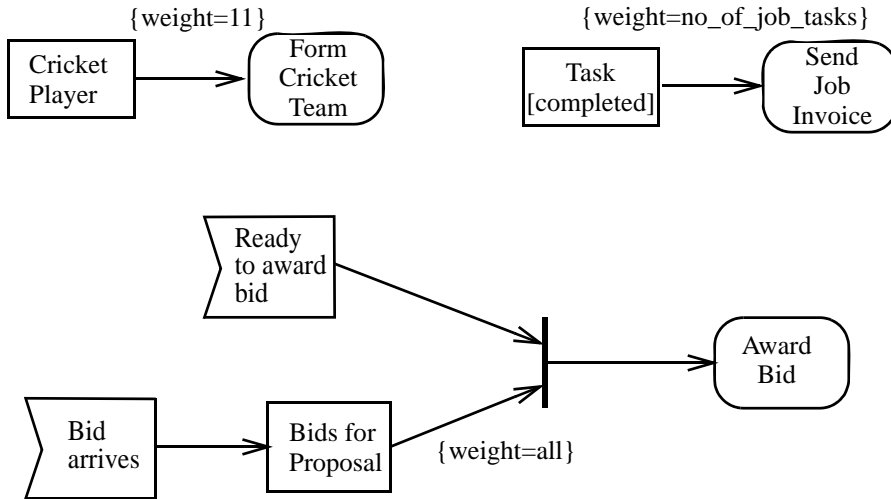 {weight=11}
Cricket
Player
Form
Cricket
Team
{weight=no_of_job_tasks}
Task
[completed]
Send
Job
Invoice
Ready
to award
bid
Award
Bid
Bid
arrives
Bids for
Proposal
{weight=all}